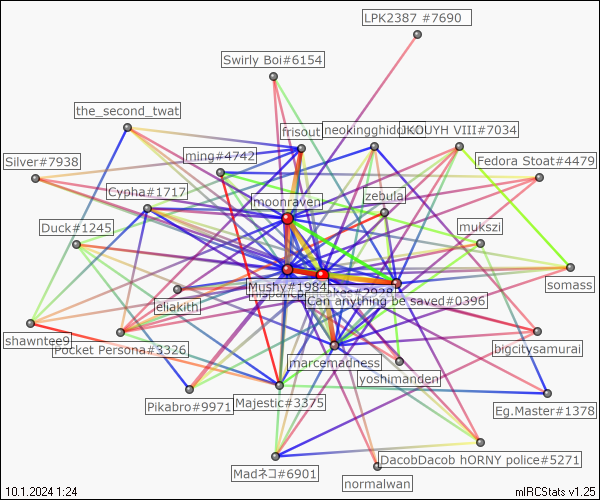 LPK2387 #7690
Swirly Boi#6154
the_second_twat
frisout
JKOUYH VIII#7034
ming#4742
Silver#7938
Fedora Stoat#4479
Cypha#1717
zebula
moonraven
Duck#1245
mukszi
somass
Mushy#1984
Can anything be saved#0396
eliakith
shawntee9
Pocket Persona#3326
marcemadness
bigcitysamurai
yoshimanden
Pikabro#9971
Majestic#3375
Eg.Master#1378
DacobDacob hORNY police#5271
Madネコ#6901
normalwan
10.1.2024 1:24
mIRCStats v1.25